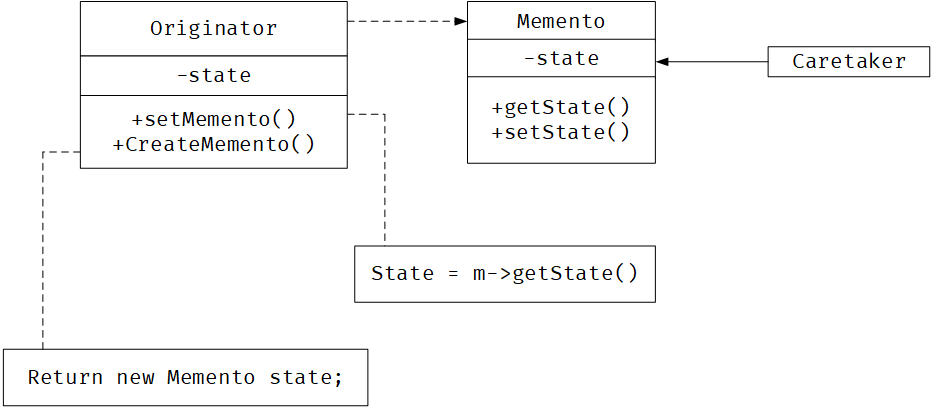 Originator
-state
+setMemento()
+CreateMemento()
Memento
-state
+getState()
+setState()
Caretaker
State = m->getState()
Return new Memento state;